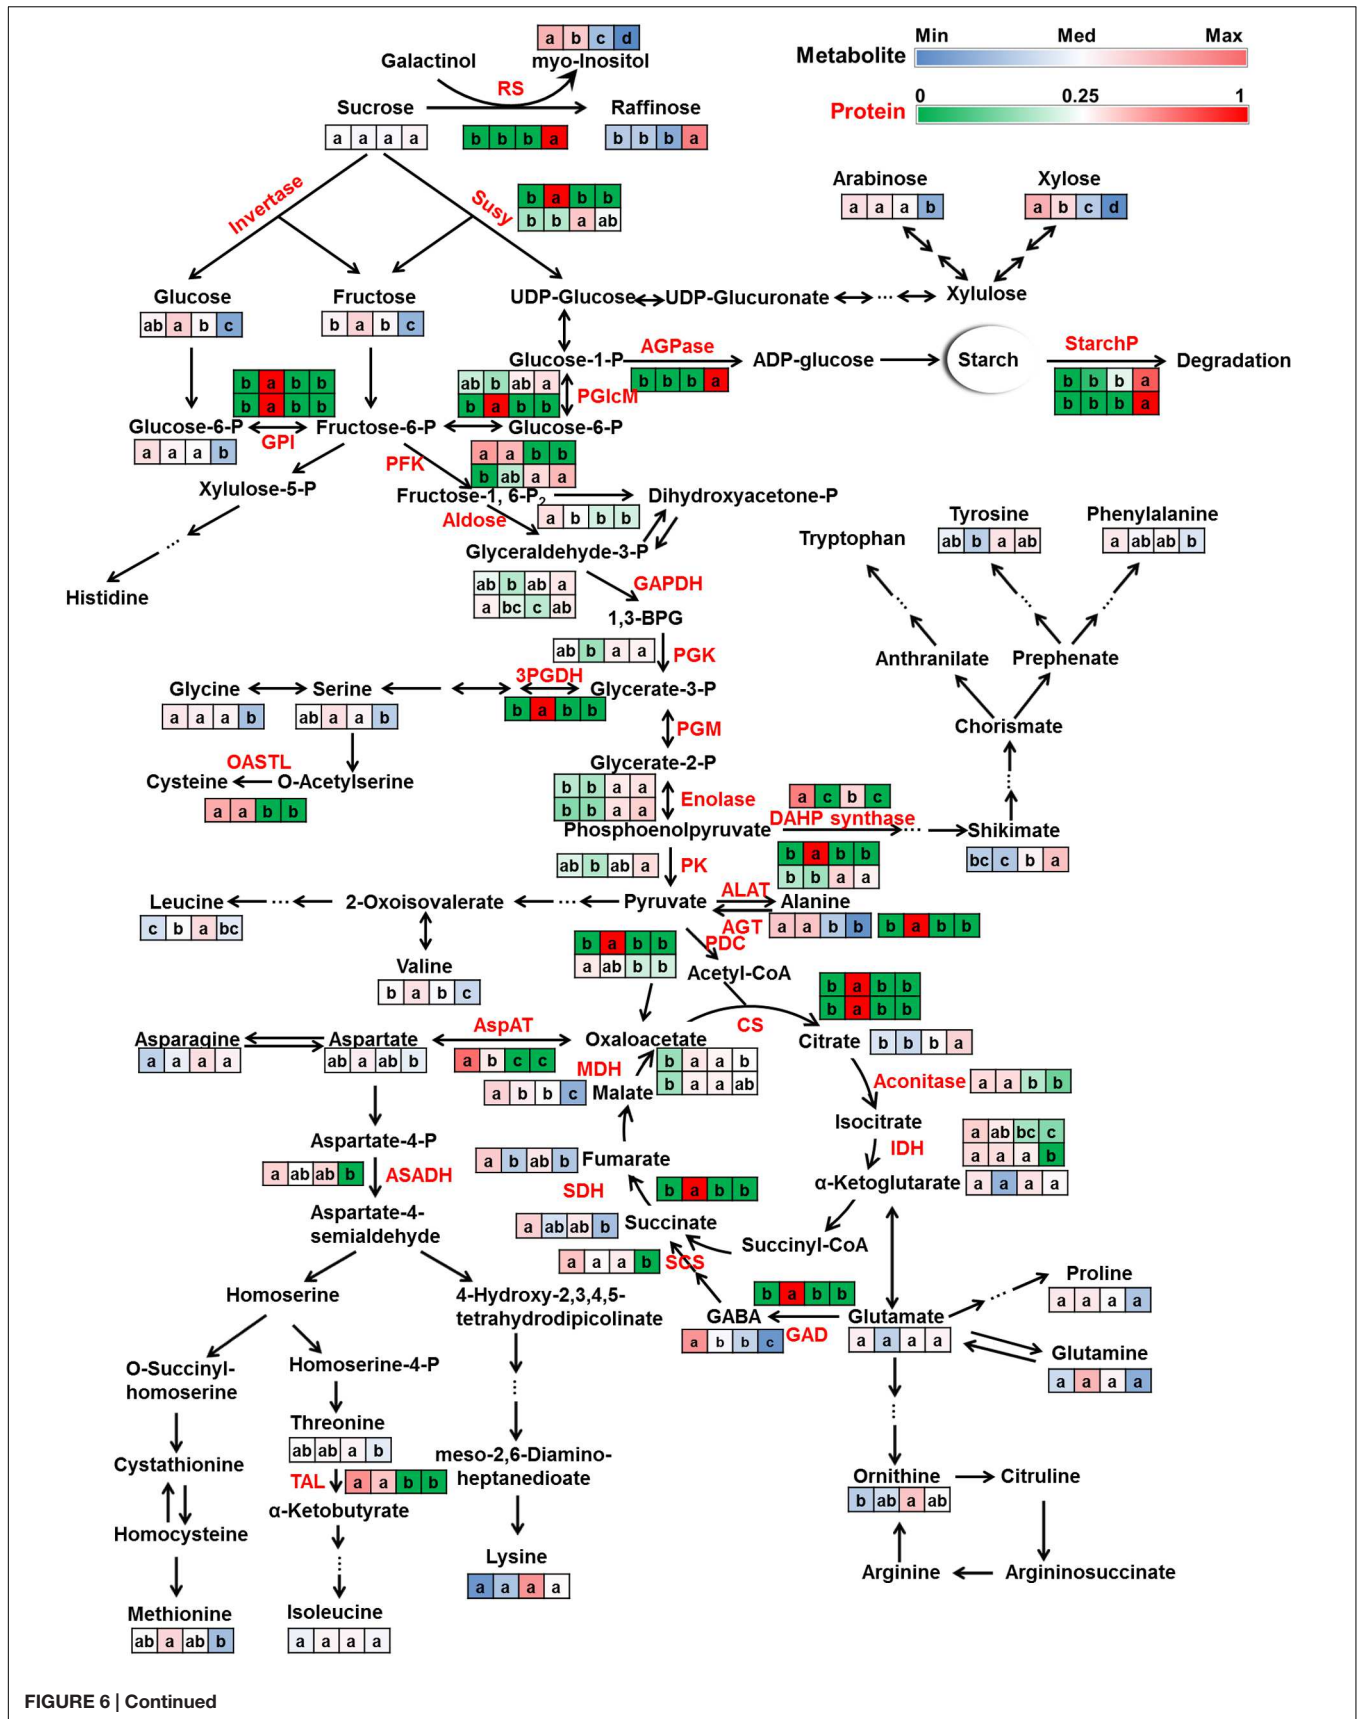 a b c d
Galactinol
myo-Inositol
Min Med Max
Metabolite
RS
Sucrose
Raffinose
0 0.25 1
Protein
a a a a
b b b a
b b b a
Invertase
Susy
b a b b
b b a ab
Arabinose
Xylose
a a a b
a b c d
Glucose
Fructose
UDP-Glucose
UDP-Glucuronate
...
Xylulose
ab a b c
b a b c
Glucose-1-P
AGPase
ADP-glucose
Starch
StarchP
Degradation
b a b b
b a b b
ab b ab a
b a b b
PGlcM
b b b a
b b b a
b b b a
Glucose-6-P
GPI
Fructose-6-P
Glucose-6-P
a a a b
PFK
a a b b
b ab a a
Xylulose-5-P
Fructose-1, 6-P2
Dihydroxyacetone-P
Aldose
a b b b
...
Histidine
Glyceraldehyde-3-P
ab b ab a
a bc c ab
GAPDH
1,3-BPG
Tryptophan
Tyrosine
ab b a ab
Phenylalanine
a ab ab b
...
...
...
Anthranilate
Prephenate
Chorismate
ab b a a
PGK
Glycine
Serine
3PGDH
Glycerate-3-P
a a a b
ab a a b
b a b b
PGM
Glycerate-2-P
OASTL
Cysteine
O-Acetylserine
a a b b
b b a a
b b a a
Enolase
a c b c
DAHP synthase
Phosphoenolpyruvate
...
...
Shikimate
bc c b a
ab b ab a
PK
b a b b
b b a a
Leucine
...
2-Oxoisovalerate
...
Pyruvate
ALAT
Alanine
AGT
c b a bc
a a b b
b a b b
Valine
b a b c
b a b b
a ab b b
PDC
Acetyl-CoA
b a b b
b a b b
Asparagine
Aspartate
AspAT
Oxaloacetate
CS
Citrate
b b b a
a a a a
ab a ab b
a b c c
b a a b
b a a ab
MDH
a b b c
Malate
Aconitase
a a b b
Isocitrate
IDH
a ab bc c
a a a b
Aspartate-4-P
a ab ab b
ASADH
a b ab b
Fumarate
SDH
b a b b
α-Ketoglutarate
a a a a
Aspartate-4-
semialdehyde
a ab ab b
Succinate
Succinyl-CoA
a a a b
SCS
Homoserine
4-Hydroxy-2,3,4,5-
tetrahydrodipicolinate
b a b b
GABA
GAD
Glutamate
a b b c
a a a a
...
Proline
a a a a
Glutamine
a a a a
O-Succinyl-
homoserine
Homoserine-4-P
...
...
Threonine
ab ab a b
TAL
a a b b
meso-2,6-Diamino-
heptanedioate
Cystathionine
α-Ketobutyrate
Ornithine
Citruline
b ab a ab
Homocysteine
...
Lysine
a a a a
Arginine
Argininosuccinate
Methionine
ab a ab b
Isoleucine
a a a a
FIGURE 6 | Continued